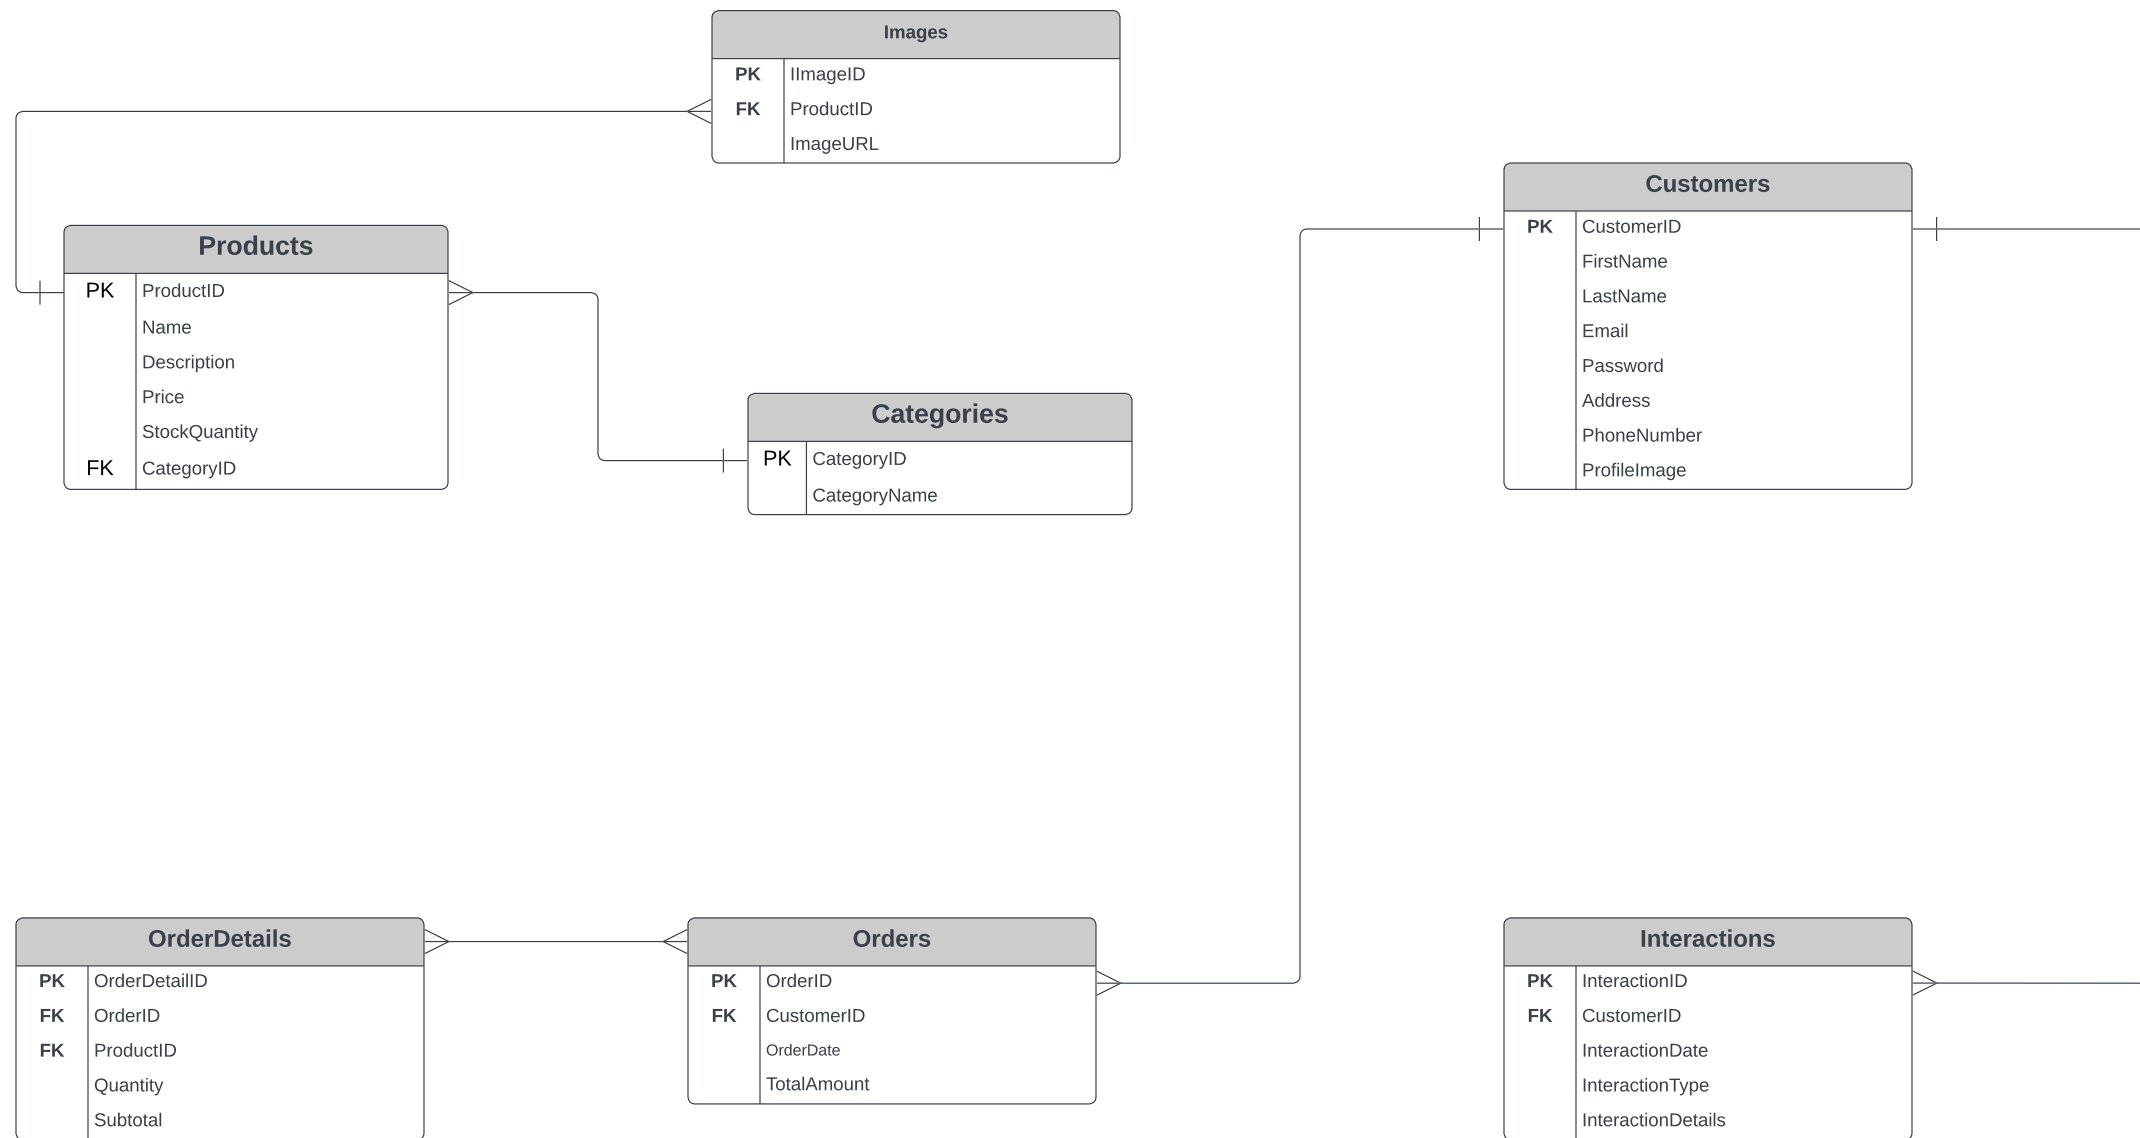 Images
PK IImageID
FK ProductID
ImageURL
Products
PK ProductID
Name
Description
Price
StockQuantity
FK CategoryID
Categories
PK CategoryID
CategoryName
Customers
PK CustomerID
FirstName
LastName
Email
Password
Address
PhoneNumber
ProfileImage
OrderDetails
PK OrderDetailID
FK OrderID
FK ProductID
Quantity
Subtotal
Orders
PK OrderID
FK CustomerID
OrderDate
TotalAmount
Interactions
PK InteractionID
FK CustomerID
InteractionDate
InteractionType
InteractionDetails